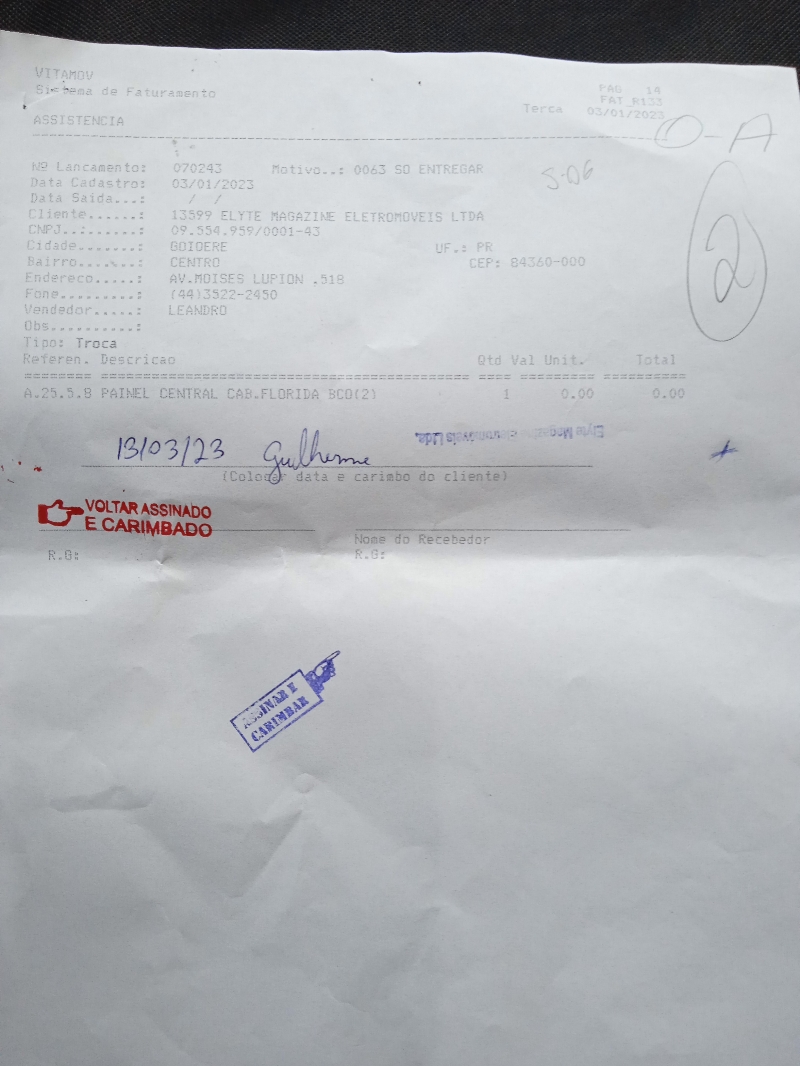 VITAMOV
Sistema de Faturamento
PAG 14
FAT_R133
Terca 03/01/2023
ASSISTENCIA
O-A
Nº Lancamento: 070243 Motivo..: 0063 SO ENTREGAR
S-06
Data Cadastro: 03/01/2023
Data Saida...: / /
Cliente......: 13599 ELYTE MAGAZINE ELETROMOVEIS LTDA
2
CNPJ..:......: 09.554.959/0001-43
Cidade.......: GOIOERE UF.: PR
Bairro.......: CENTRO CEP: 84360-000
Endereco.....: AV.MOISES LUPION .518
Fone.........: (44)3522-2450
Vendedor.....: LEANDRO
Obs..........:
Tipo: Troca
Referen. Descricao Qtd Val Unit. Total
A.25.5.B PAINEL CENTRAL CAB.FLORIDA BCO(2) 1 0.00 0.00
13/03/23 Guilherme
Elyte Magazine Eletromóveis Ltda.
(Colocar data e carimbo do cliente)
VOLTAR ASSINADO
E CARIMBADO
Nome do Recebedor
R.G: R.G:
ASSINAR E
CARIMBAR